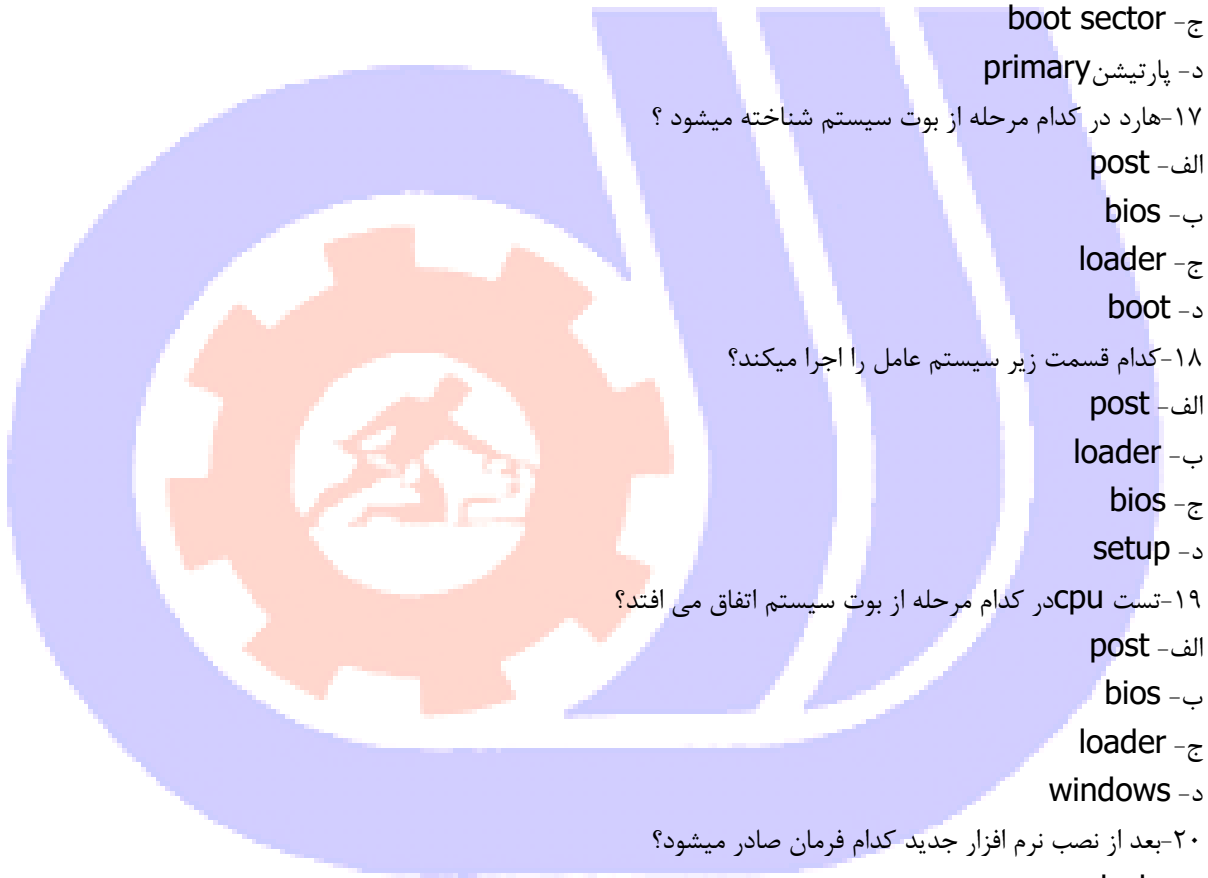 ج- boot sector
د- پارتیشن primary
۱۷-هارد در کدام مرحله از بوت سیستم شناخته میشود ؟
الف- post
ب- bios
ج- loader
د- boot
۱۸-کدام قسمت زیر سیستم عامل را اجرا میکند؟
الف- post
ب- loader
ج- bios
د- setup
۱۹-تست cpuدر کدام مرحله از بوت سیستم اتفاق می افتد؟
الف- post
ب- bios
ج- loader
د- windows
۲۰-بعد از نصب نرم افزار جدید کدام فرمان صادر میشود؟